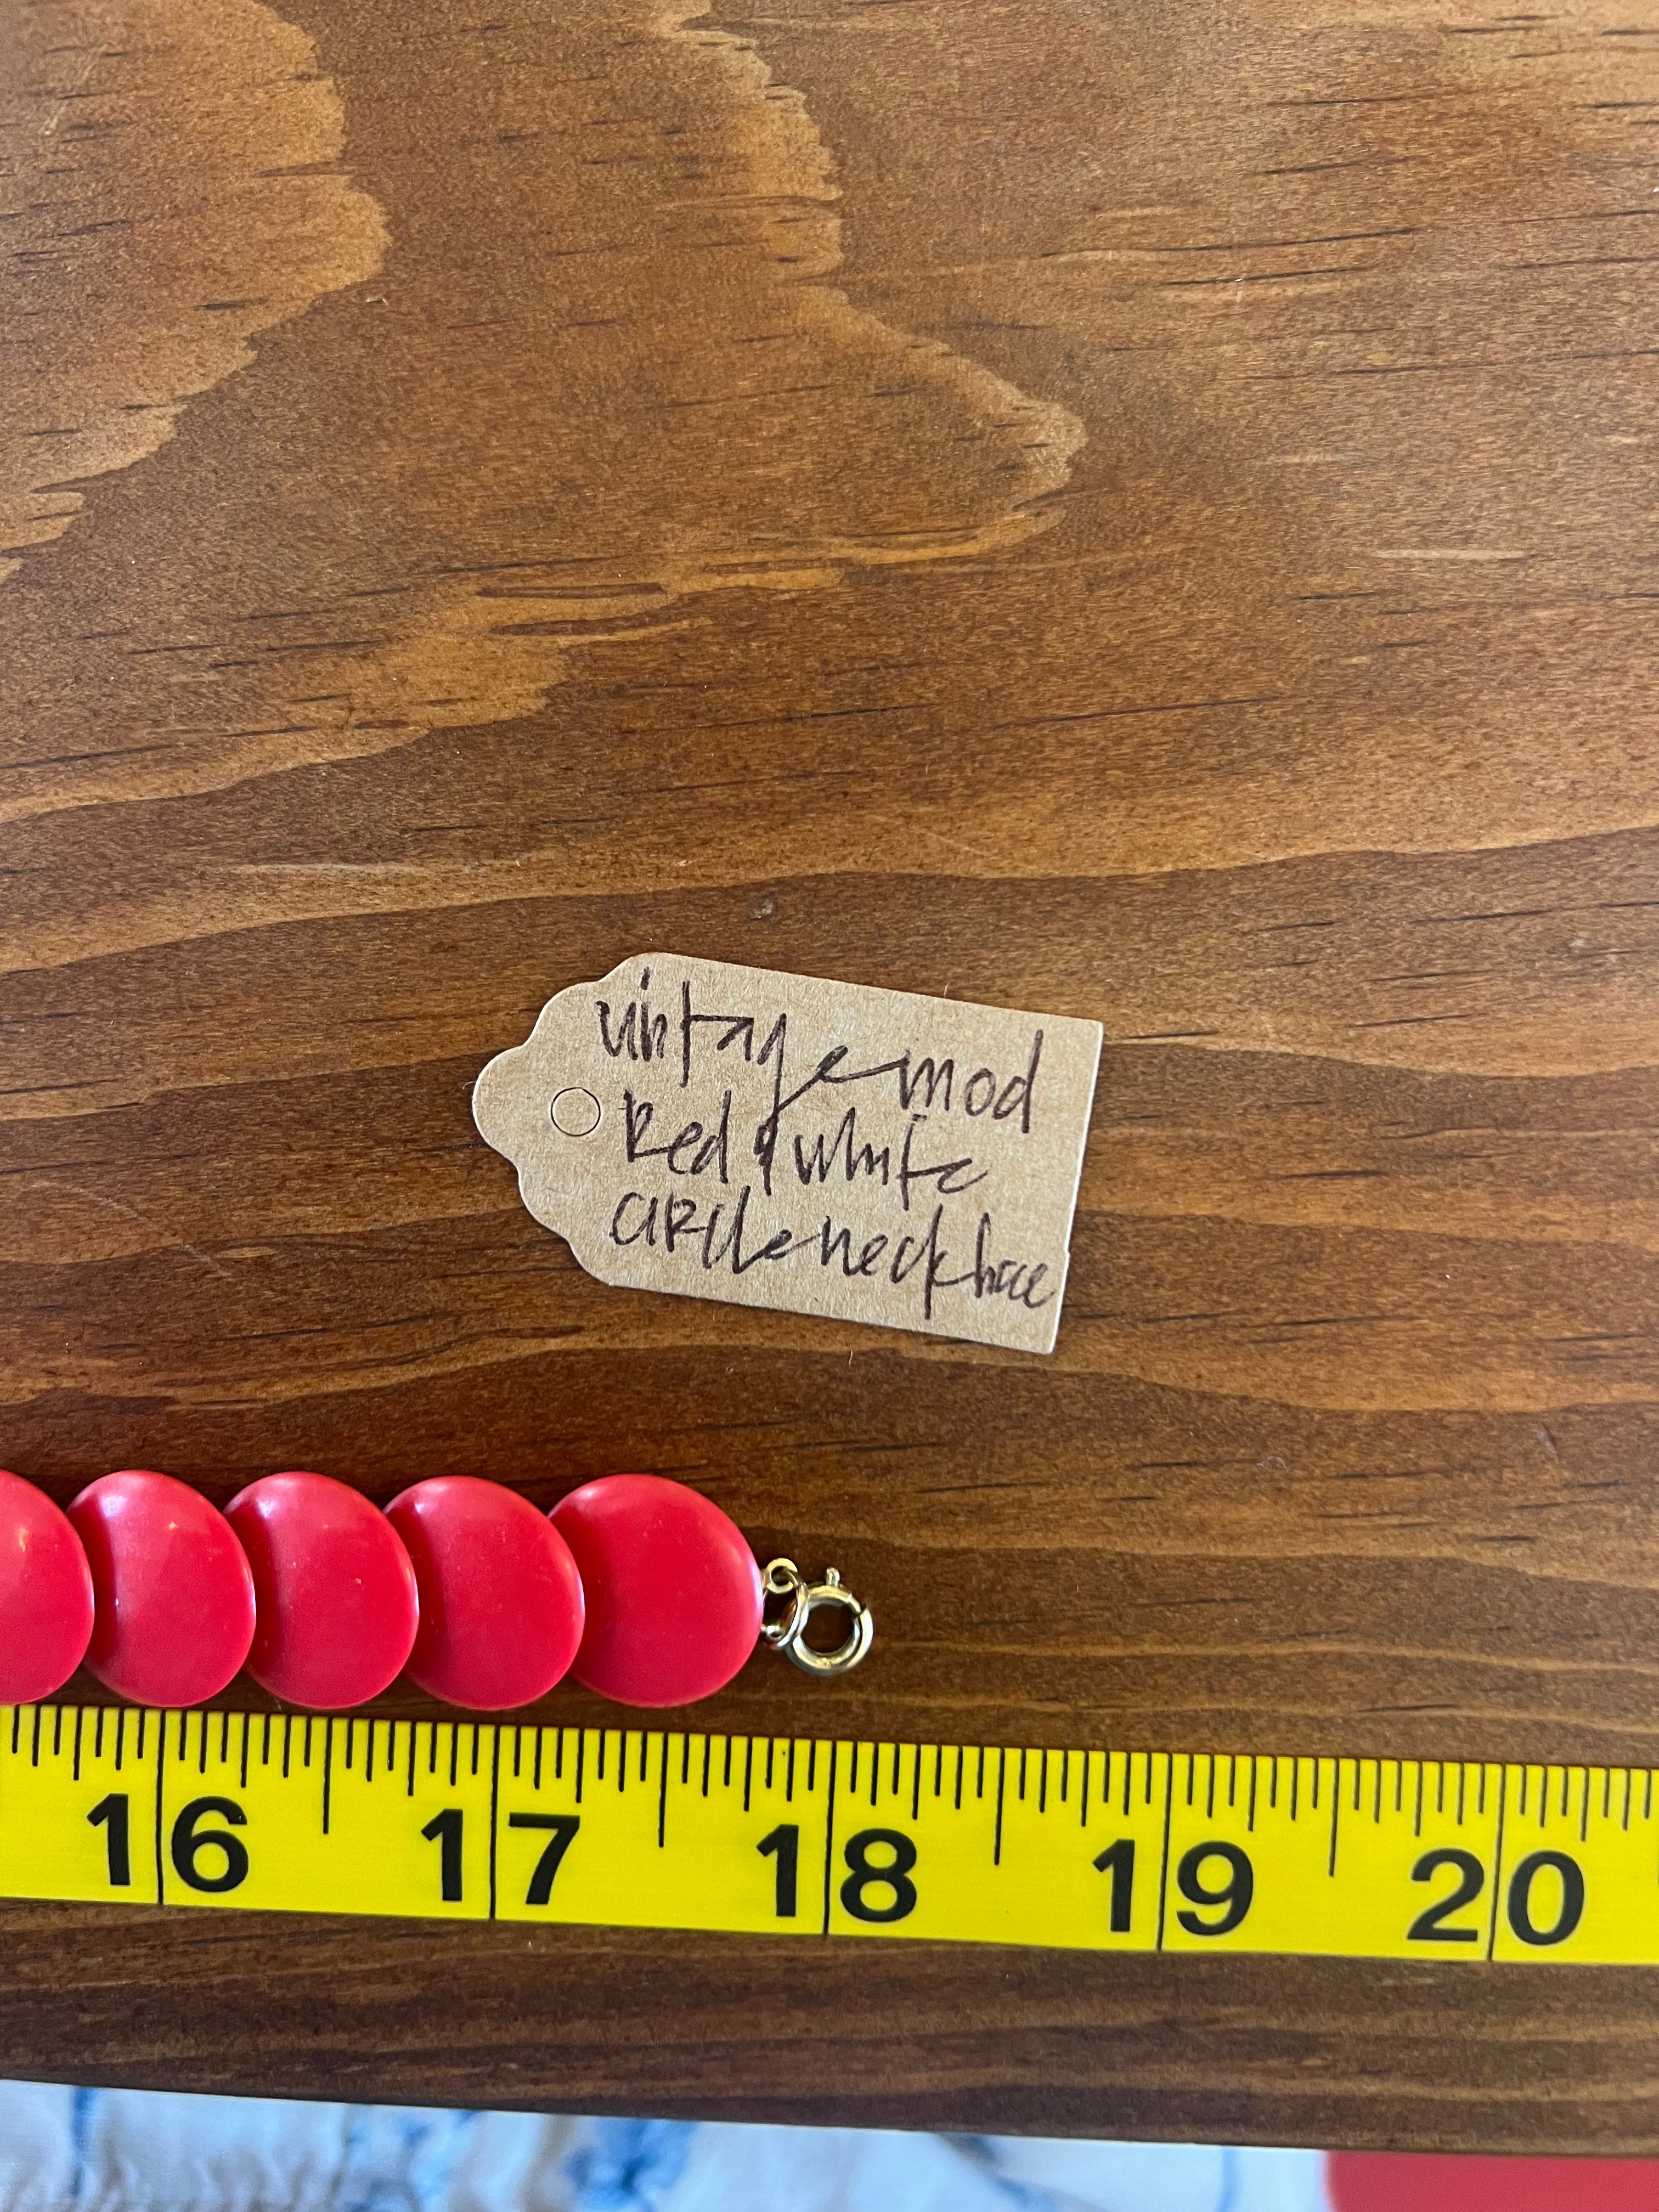 vintage mod
Red & white
CIRcle necklace
16 17 18 19 20